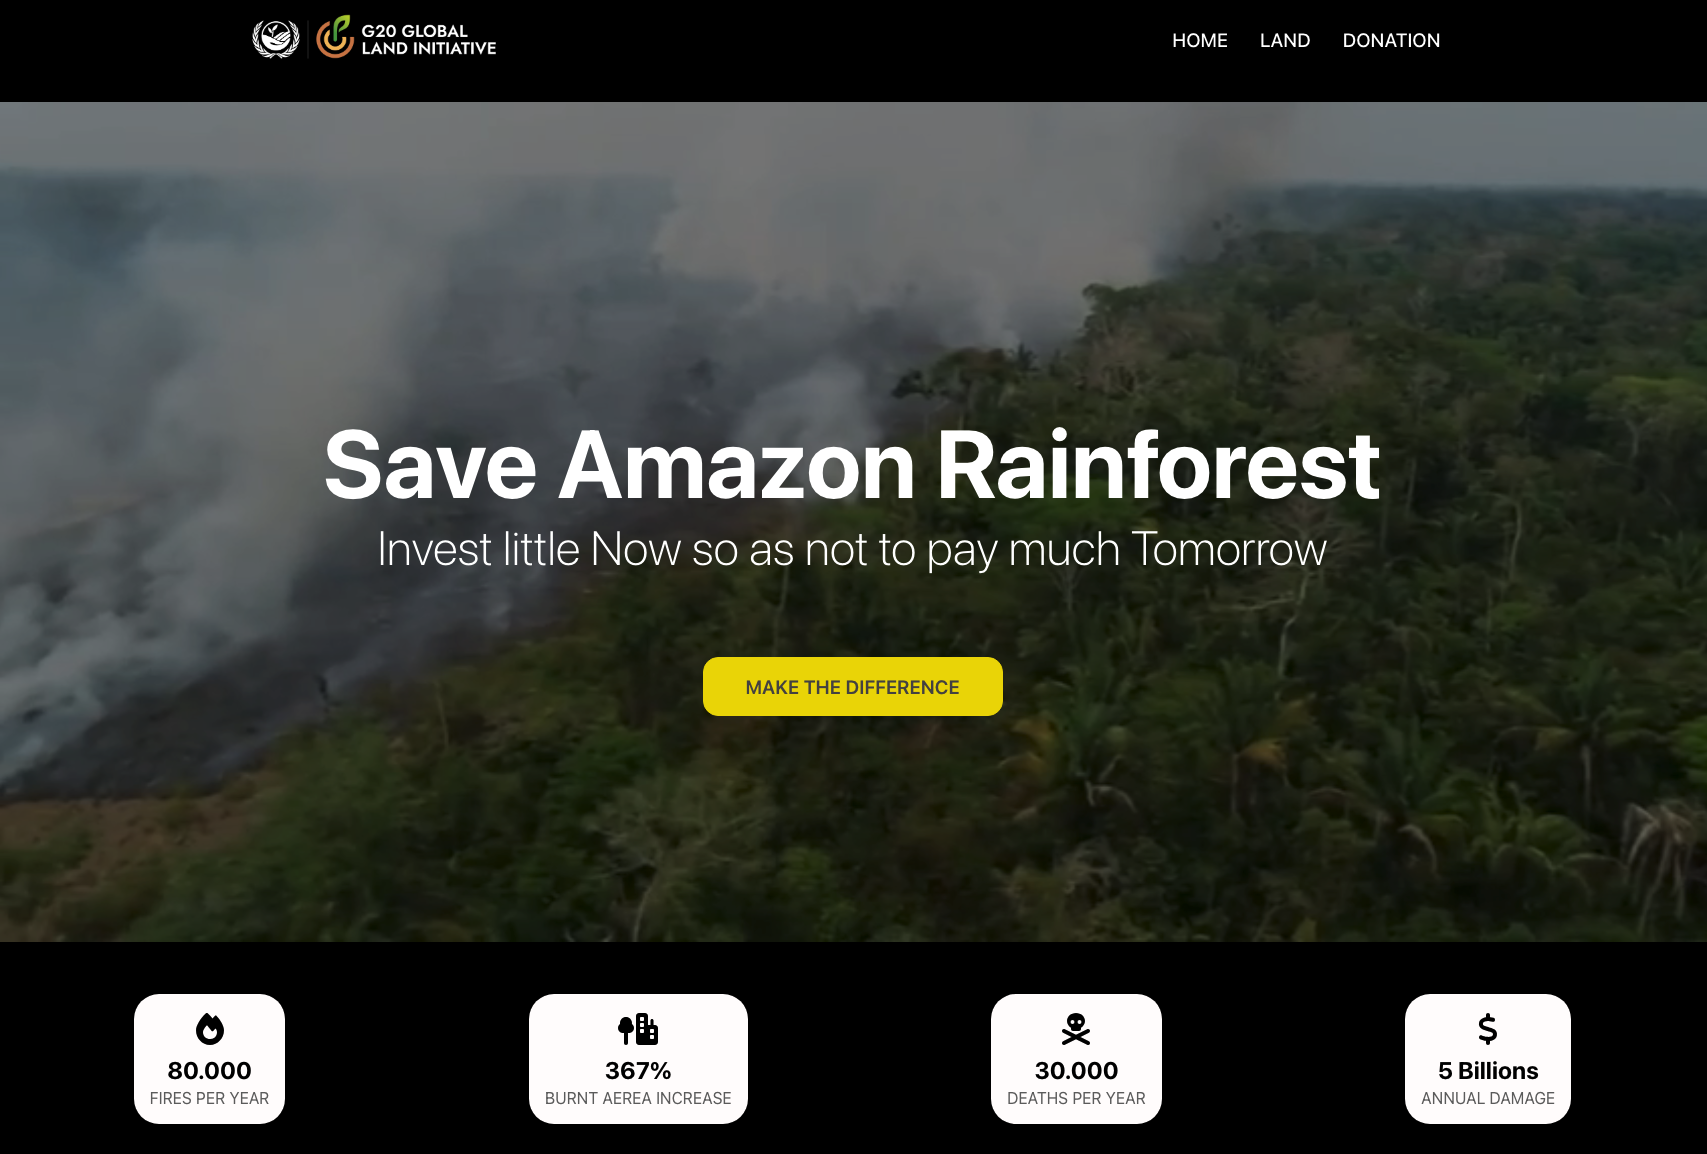 G20 GLOBAL
LAND INITIATIVE
HOME LAND DONATION
Save Amazon Rainforest
Invest little Now so as not to pay much Tomorrow
MAKE THE DIFFERENCE
80.000
FIRES PER YEAR
367%
BURNT AEREA INCREASE
30.000
DEATHS PER YEAR
5 Billions
ANNUAL DAMAGE